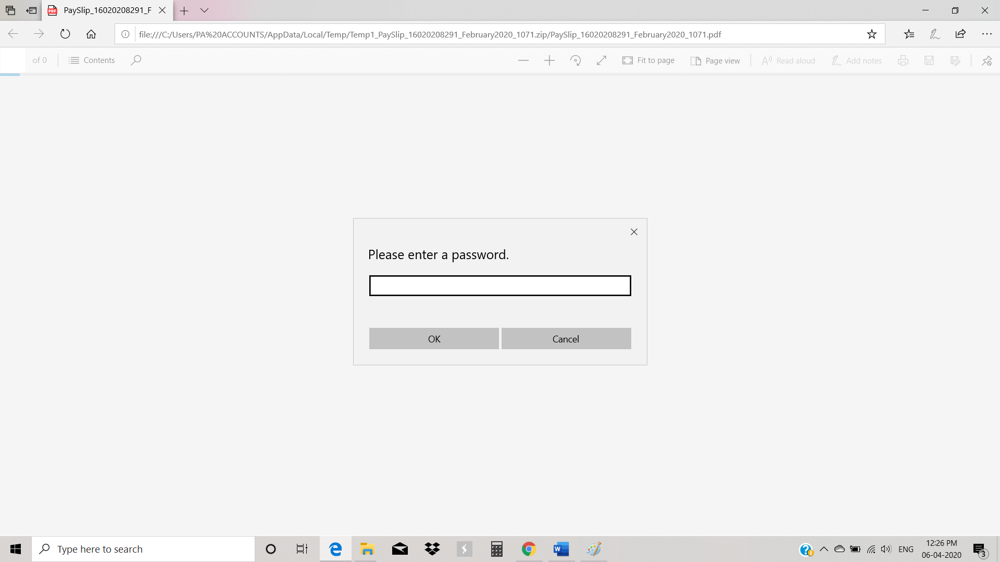 PaySlip_16020208291_F
file:///C:/Users/PA%20ACCOUNTS/AppData/Local/Temp/Temp1_PaySlip_16020208291_February2020_1071.zip/PaySlip_16020208291_February2020_1071.pdf
of 0 Contents Fit to page Page view Read aloud Add notes
Please enter a password.
OK Cancel
Type here to search ENG 12:26 PM
06-04-2020 3